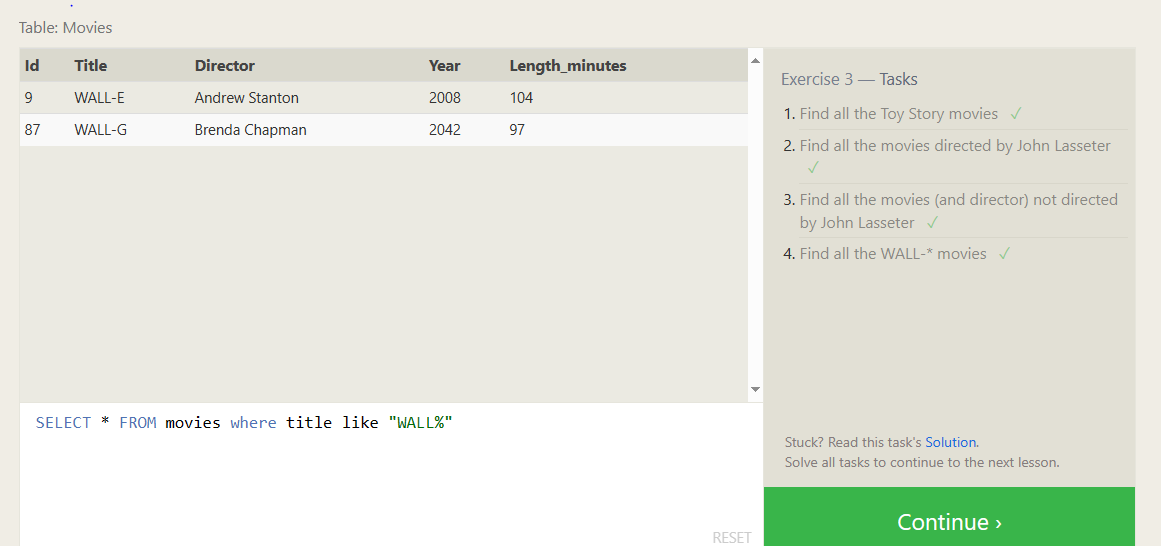 Table: Movies
Id Title Director Year Length_minutes
9 WALL-E Andrew Stanton 2008 104
87 WALL-G Brenda Chapman 2042 97
SELECT * FROM movies where title like "WALL%"
RESET
Exercise 3 — Tasks
1. Find all the Toy Story movies ✓
2. Find all the movies directed by John Lasseter
✓
3. Find all the movies (and director) not directed
by John Lasseter ✓
4. Find all the WALL-* movies ✓
Stuck? Read this task's Solution.
Solve all tasks to continue to the next lesson.
Continue ›